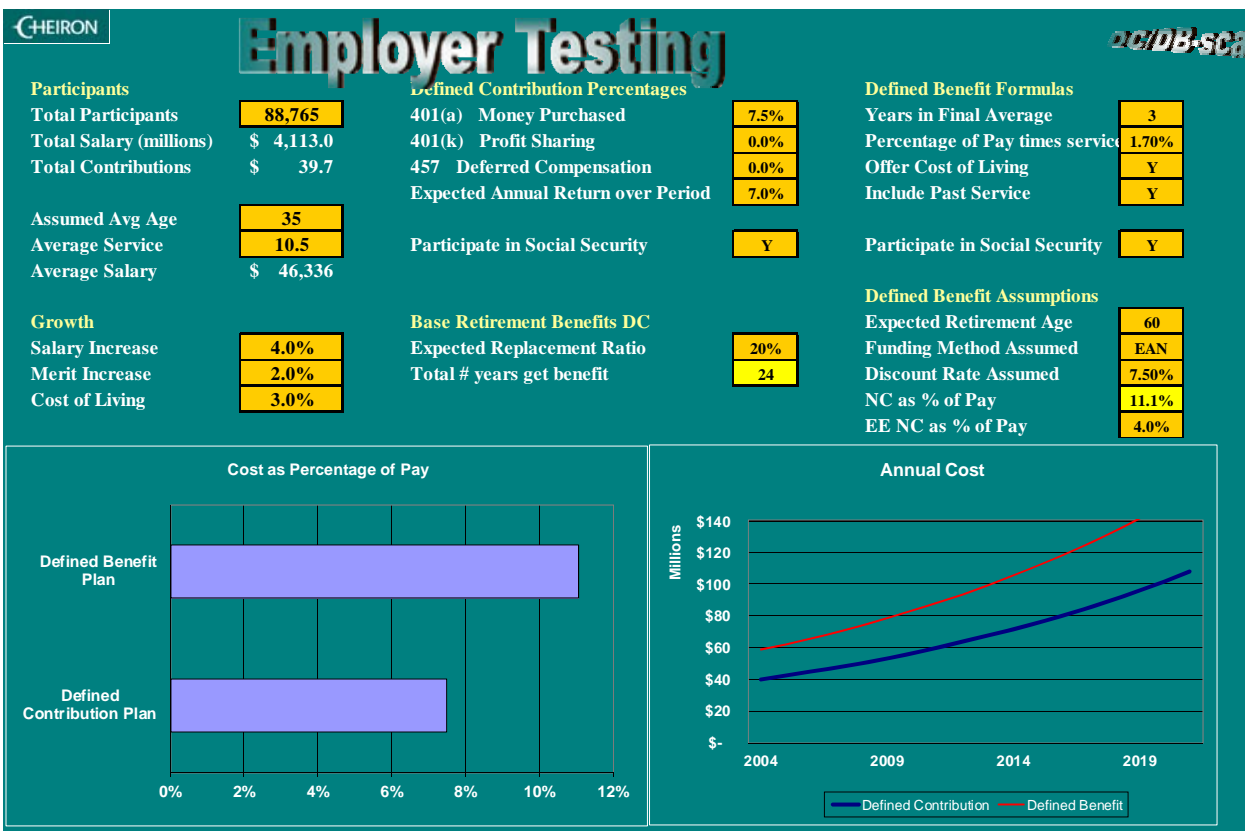 CHEIRON
Employer Testing
Participants
Total Participants 88,765
Total Salary (millions) $ 4,113.0
Total Contributions $ 39.7
Assumed Avg Age 35
Average Service 10.5
Average Salary $ 46,336
Growth
Salary Increase 4.0%
Merit Increase 2.0%
Cost of Living 3.0%
Defined Contribution Percentages
401(a) Money Purchased 7.5%
401(k) Profit Sharing 0.0%
457 Deferred Compensation 0.0%
Expected Annual Return over Period 7.0%
Participate in Social Security Y
Base Retirement Benefits DC
Expected Replacement Ratio 20%
Total # years get benefit 24
DC/DB-sca
Defined Benefit Formulas
Years in Final Average 3
Percentage of Pay times service 1.70%
Offer Cost of Living Y
Include Past Service Y
Participate in Social Security Y
Defined Benefit Assumptions
Expected Retirement Age 60
Funding Method Assumed EAN
Discount Rate Assumed 7.50%
NC as % of Pay 11.1%
EE NC as % of Pay 4.0%
Cost as Percentage of Pay
Defined Benefit
Plan
Defined
Contribution Plan
0% 2% 4% 6% 8% 10% 12%
Annual Cost
Millions
$140
$120
$100
$80
$60
$40
$20
$-
2004 2009 2014 2019
Defined Contribution Defined Benefit